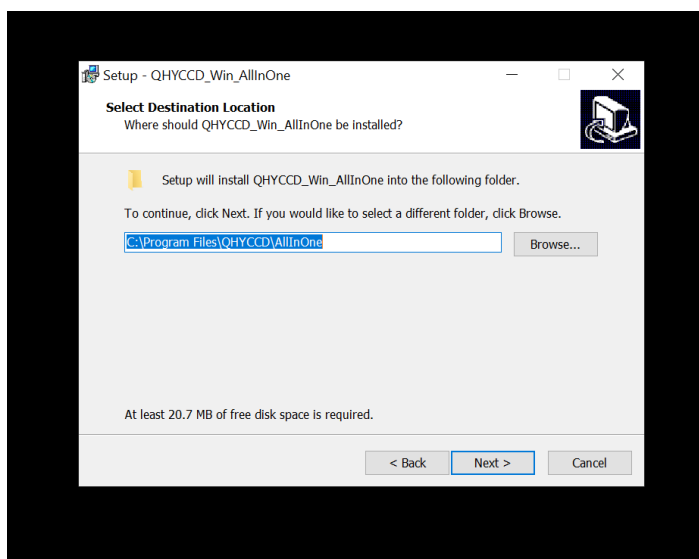 Setup - QHYCCD_Win_AllInOne
Select Destination Location
Where should QHYCCD_Win_AllInOne be installed?
Setup will install QHYCCD_Win_AllInOne into the following folder.
To continue, click Next. If you would like to select a different folder, click Browse.
C:\Program Files\QHYCCD\AllInOne
Browse...
At least 20.7 MB of free disk space is required.
< Back
Next >
Cancel